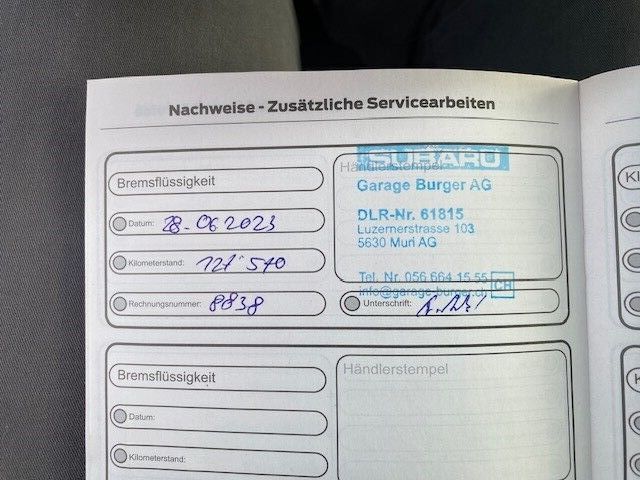 Nachweise - Zusätzliche Servicearbeiten
Bremsflüssigkeit
Datum: 28-06 2023
Kilometerstand: 121'570
Rechnungsnummer: 8838
Händlerstempel
SUBARU
Garage Burger AG
DLR-Nr. 61815
Luzernerstrasse 103
5630 Muri AG
Tel. Nr. 056 664 15 55
info@garage-burger.ch CH
Unterschrift:
Bremsflüssigkeit
Datum:
Kilometerstand:
Händlerstempel